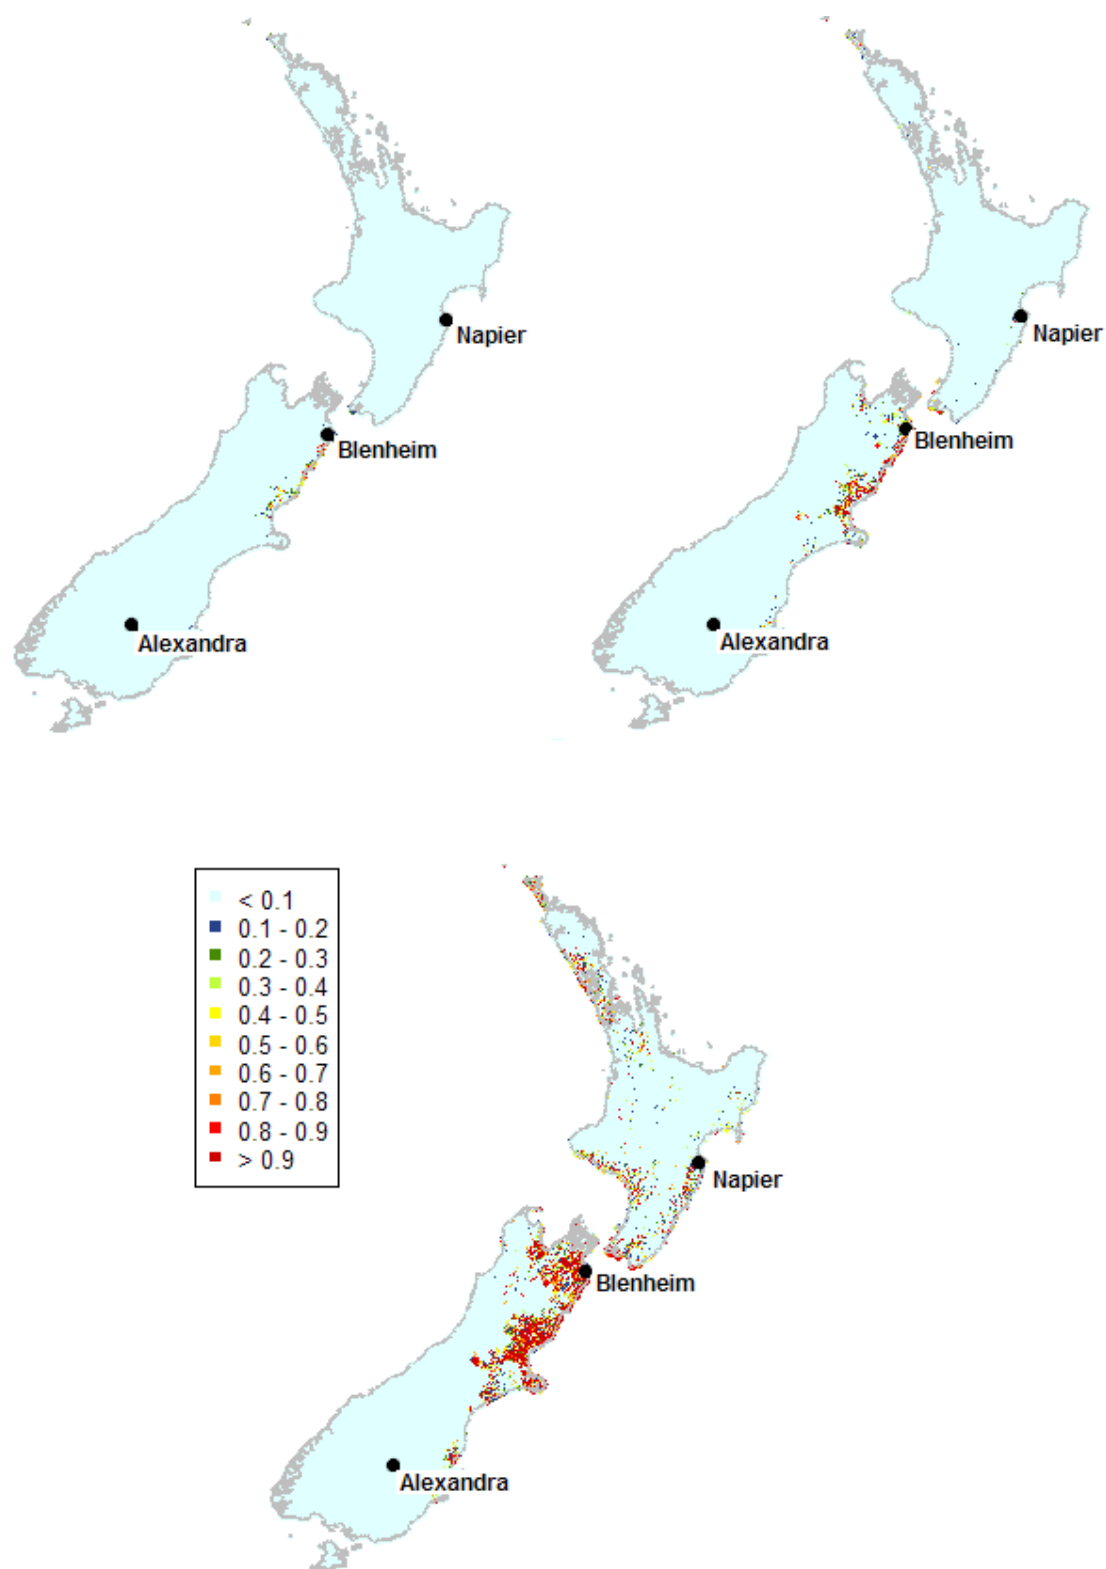 Napier
Blenheim
Alexandra
Napier
Blenheim
Alexandra
< 0.1
0.1 - 0.2
0.2 - 0.3
0.3 - 0.4
0.4 - 0.5
0.5 - 0.6
0.6 - 0.7
0.7 - 0.8
0.8 - 0.9
> 0.9
Napier
Blenheim
Alexandra